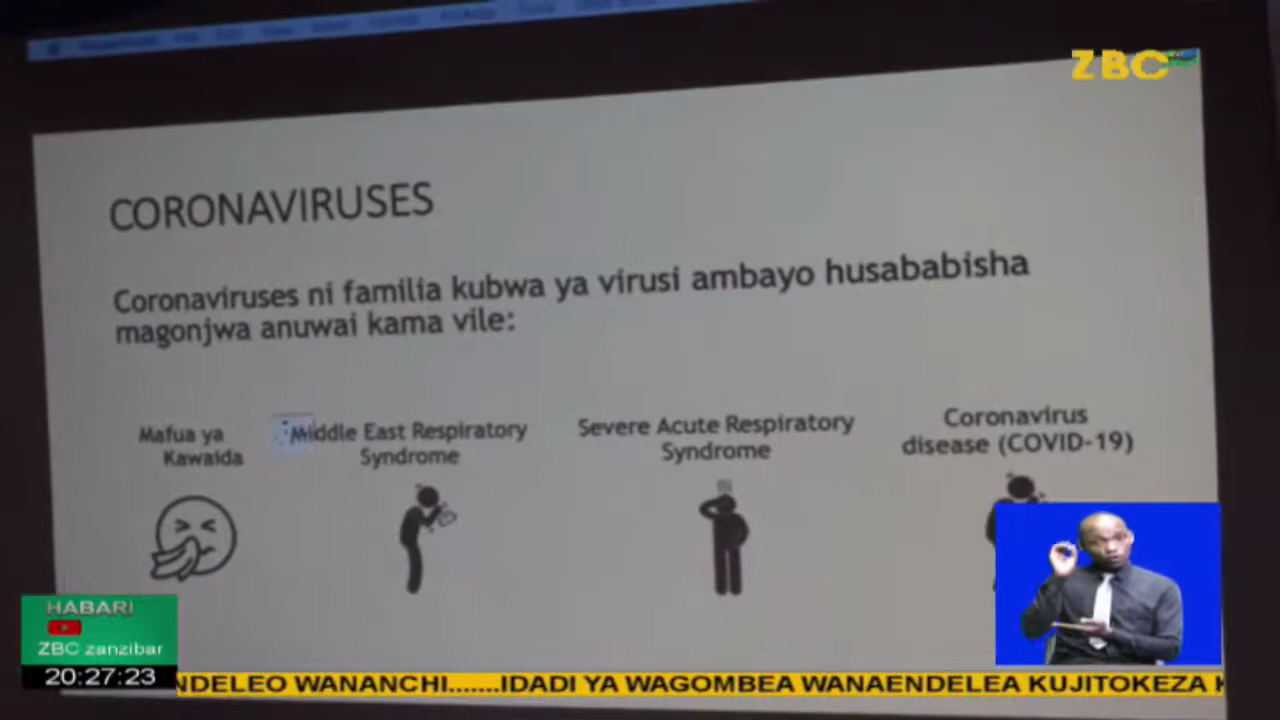 ZBC
CORONAVIRUSES
Coronaviruses ni familia kubwa ya virusi ambayo husababisha
magonjwa anuwai kama vile:
Mafua ya
Kawaida
Middle East Respiratory
Syndrome
Severe Acute Respiratory
Syndrome
Coronavirus
disease (COVID-19)
HABARI
ZBC zanzibar
20:27:23
NDELEO WANANCHI.......IDADI YA WAGOMBEA WANAENDELEA KUJITOKEZA